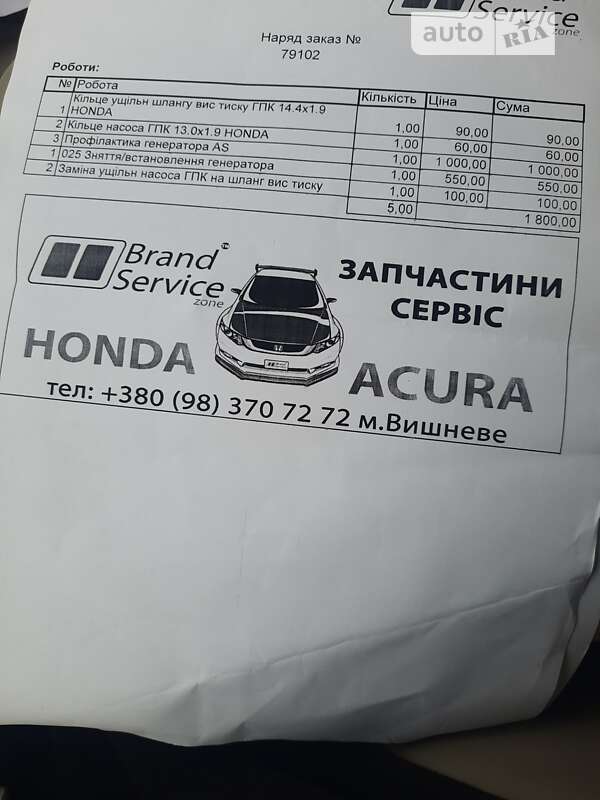 Service
zone
auto RIA
Наряд заказ №
79102
Роботи:
№ Робота Кількість Ціна Сума
1 Кільце ущільн шлангу вис тиску ГПК 14.4x1.9 HONDA 1,00 90,00 90,00
2 Кільце насоса ГПК 13.0x1.9 HONDA 1,00 60,00 60,00
3 Профілактика генератора AS 1,00 1 000,00 1 000,00
1 025 Зняття/встановлення генератора 1,00 550,00 550,00
2 Заміна ущільн насоса ГПК на шланг вис тиску 1,00 100,00 100,00
5,00 1 800,00
Brand
Service
zone
ЗАПЧАСТИНИ
СЕРВІС
HONDA
ACURA
тел: +380 (98) 370 72 72 м.Вишневе